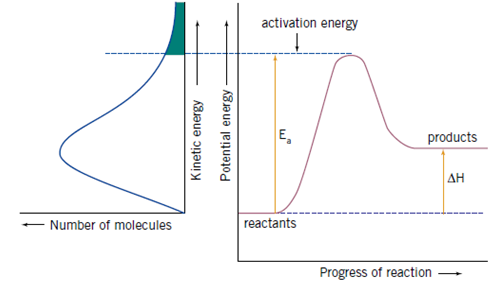 activation energy
Kinetic energy
Potential energy
Eₐ
products
ΔH
Number of molecules
reactants
Progress of reaction